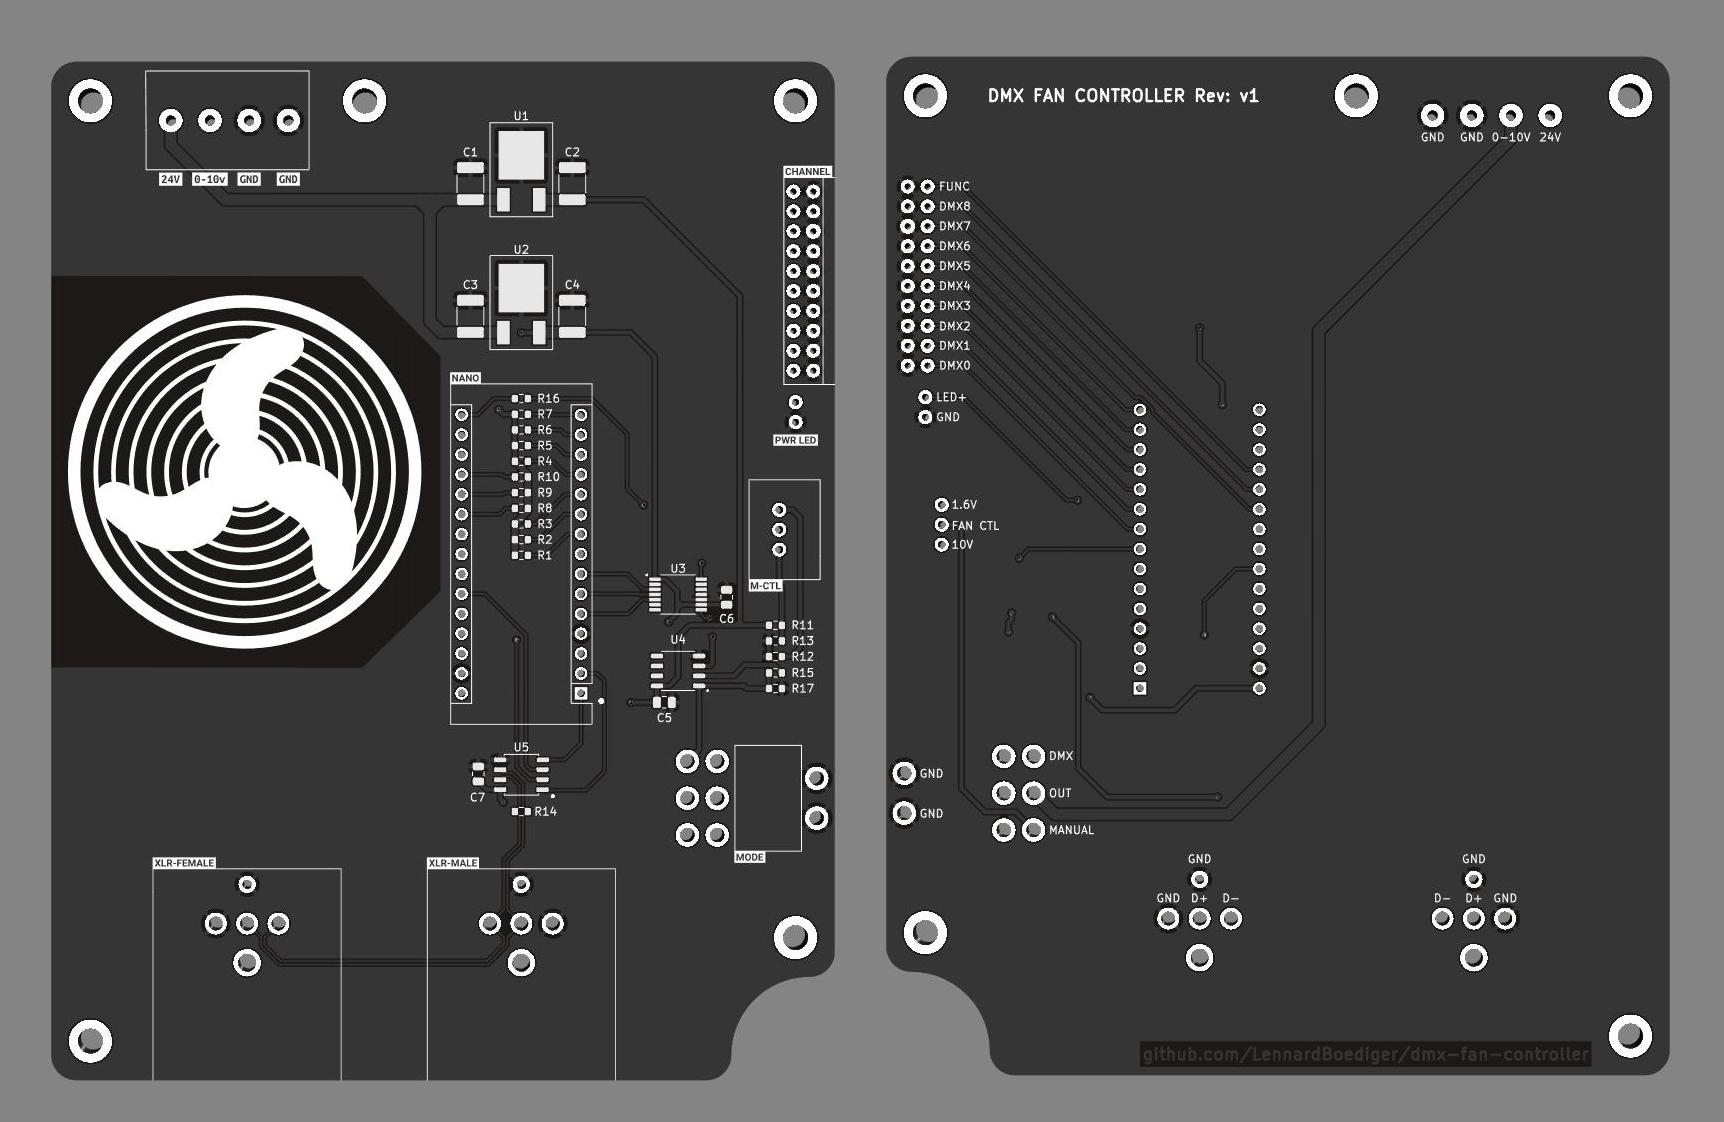 U1
C1
C2
24V 0-10v GND GND
CHANNEL
U2
C3
C4
NANO
R16
R7
R6
R5
R4
R10
R9
R8
R3
R2
R1
PWR LED
M-CTL
U3
C6
U4
R11
R13
R12
R15
R17
C5
U5
C7
R14
MODE
XLR-FEMALE
XLR-MALE
DMX FAN CONTROLLER Rev: v1
GND GND 0-10V 24V
FUNC
DMX8
DMX7
DMX6
DMX5
DMX4
DMX3
DMX2
DMX1
DMX0
LED+
GND
1.6V
FAN CTL
10V
DMX
GND
OUT
GND
MANUAL
GND
GND D+ D-
GND
D- D+ GND
github.com/LennardBoediger/dmx-fan-controller